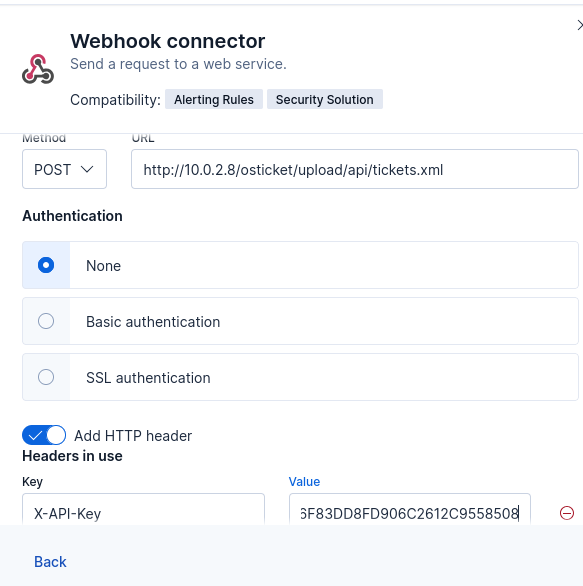 Webhook connector
Send a request to a web service.
Compatibility: Alerting Rules Security Solution
Method URL
POST http://10.0.2.8/osticket/upload/api/tickets.xml
Authentication
None
Basic authentication
SSL authentication
Add HTTP header
Headers in use
Key Value
X-API-Key 6F83DD8FD906C2612C9558508
Back